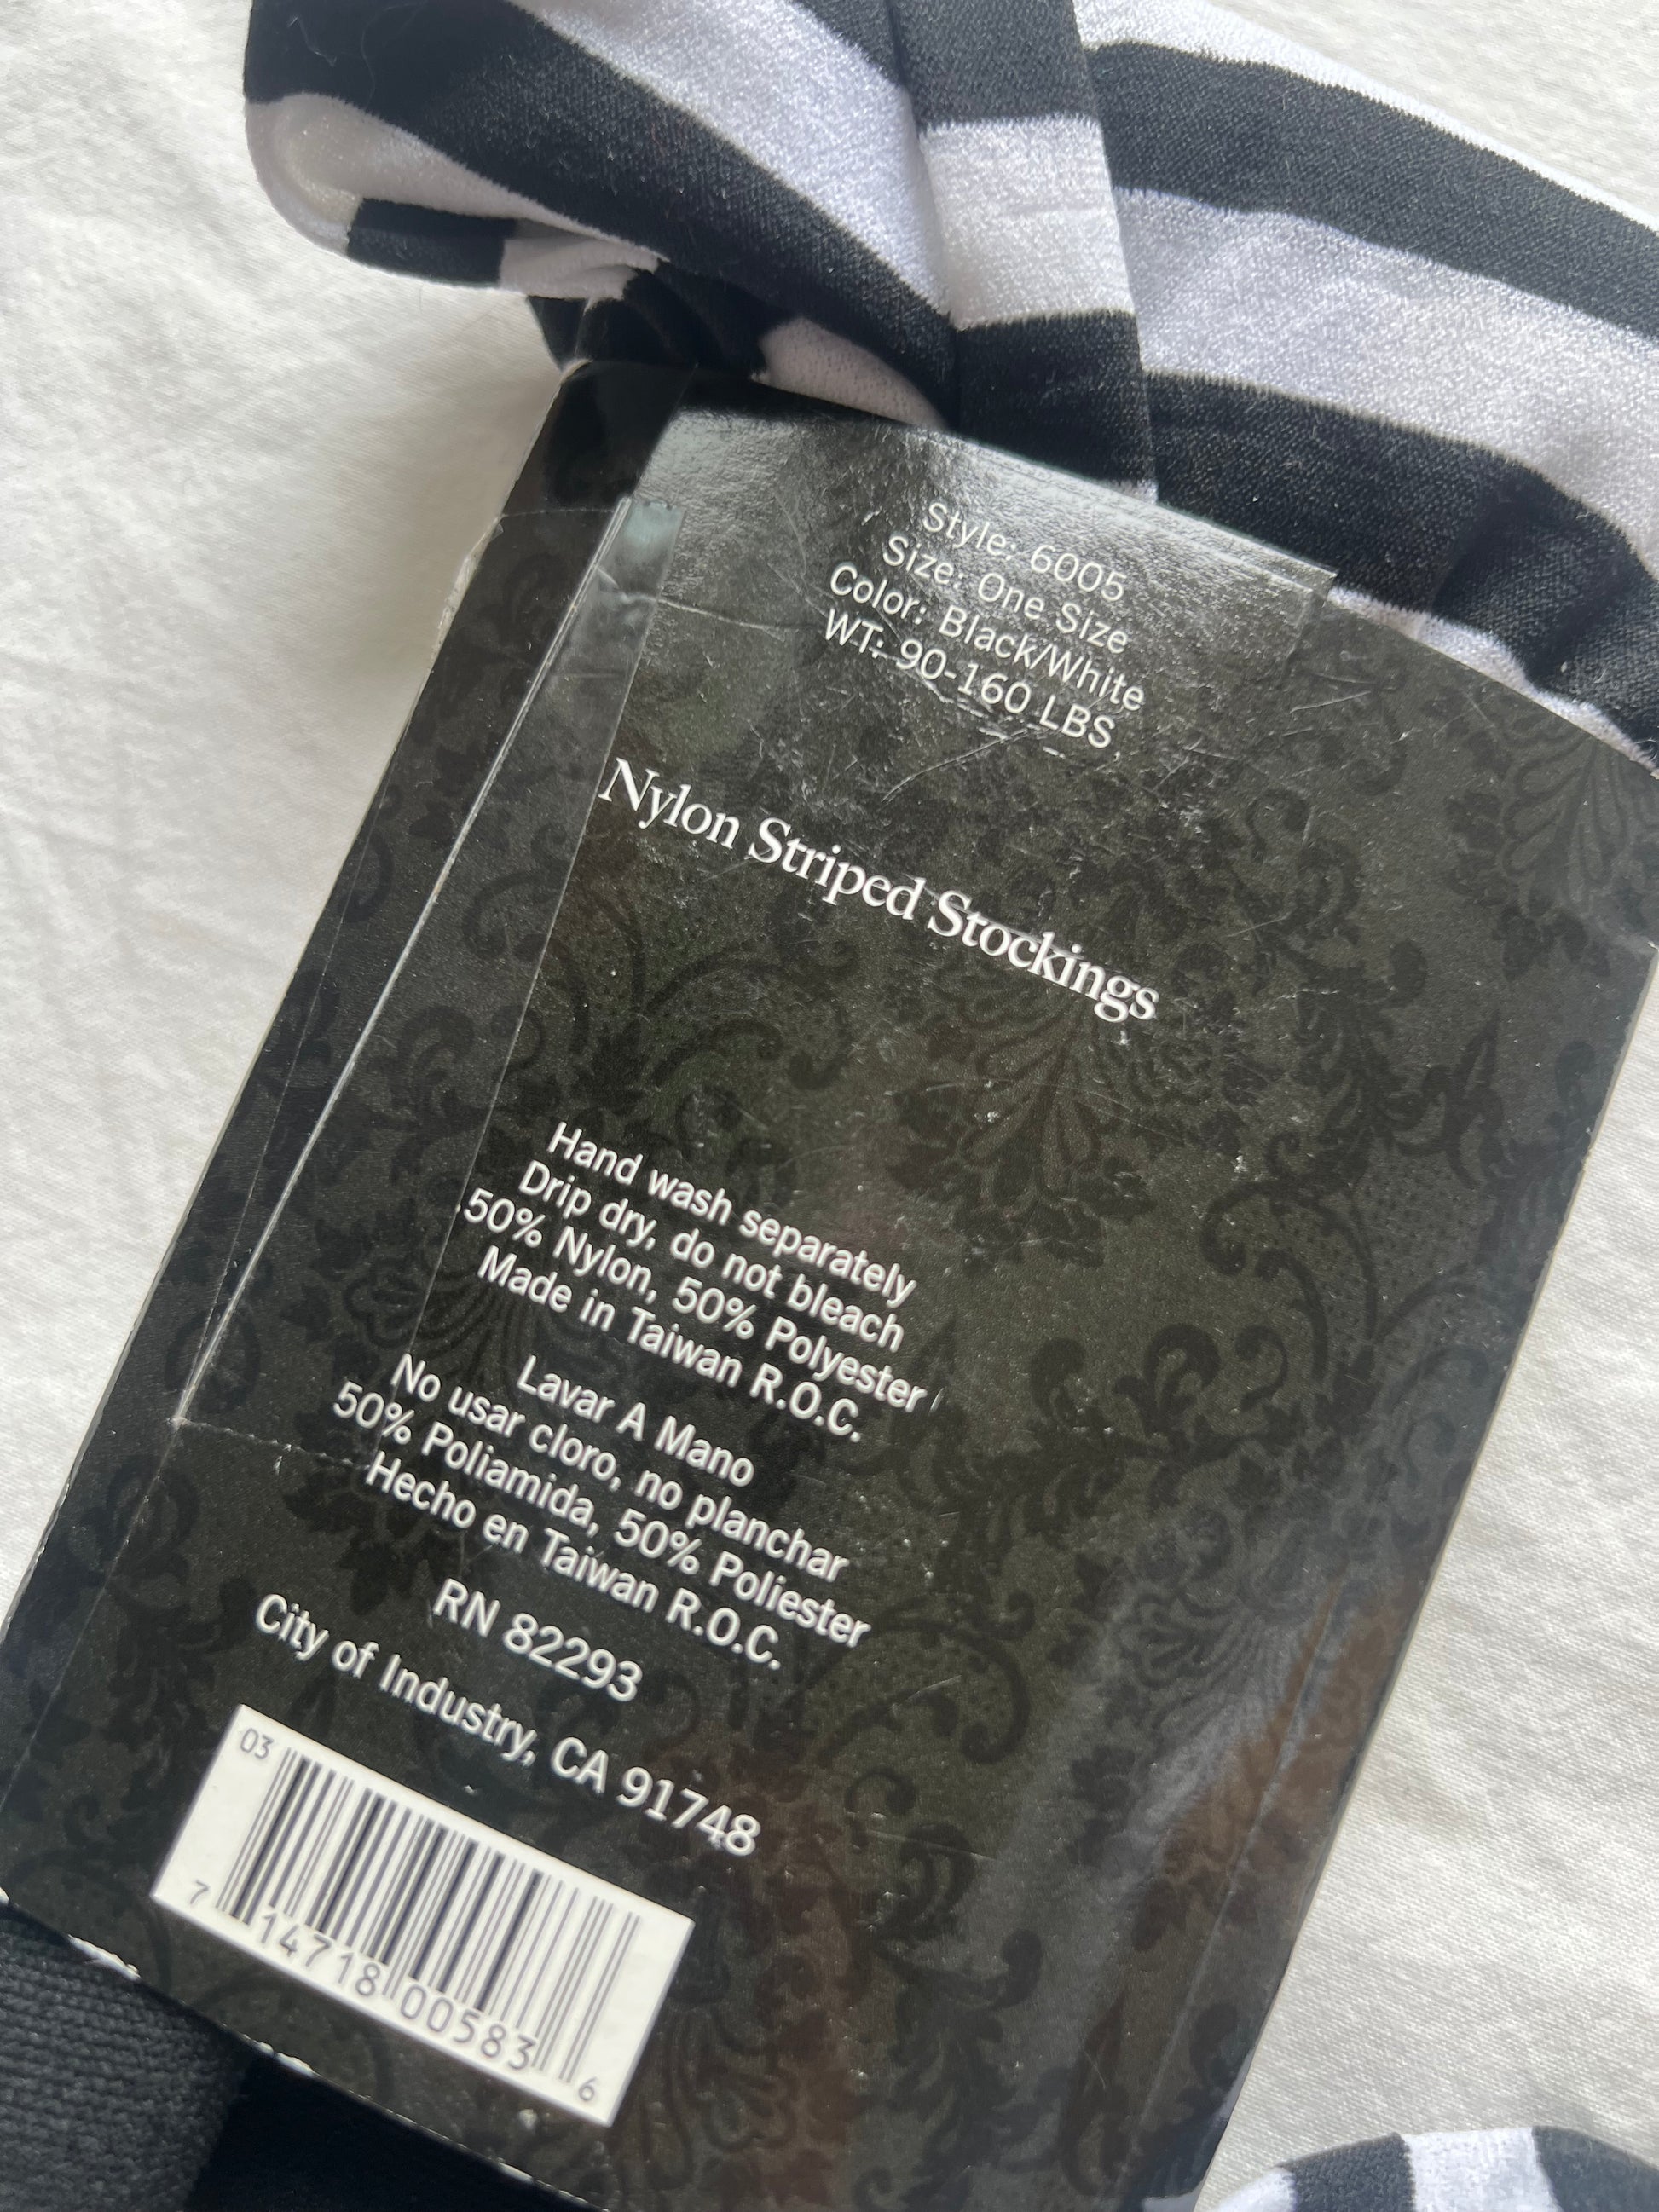 Style: 6005
Size: One Size
Color: Black/White
WT: 90-160 LBS
Nylon Striped Stockings
Hand wash separately
Drip dry, do not bleach
50% Nylon, 50% Polyester
Made in Taiwan R.O.C.
Lavar A Mano
No usar cloro, no planchar
50% Poliamida, 50% Poliester
Hecho en Taiwan R.O.C.
RN 82293
City of Industry, CA 91748
03
7 14718 00583 6